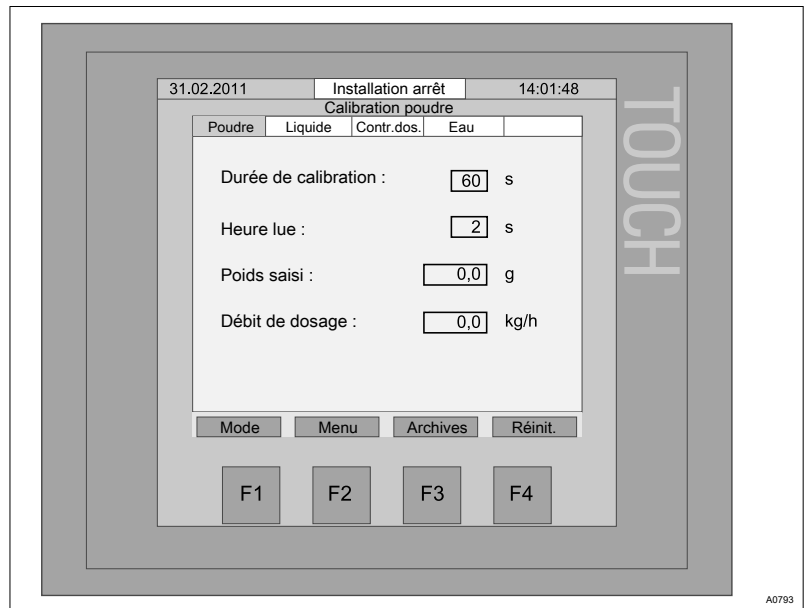 31.02.2011 Installation arrêt 14:01:48
Calibration poudre
Poudre Liquide Contr.dos. Eau
Durée de calibration : 60 s
Heure lue : 2 s
Poids saisi : 0,0 g
Débit de dosage : 0,0 kg/h
Mode Menu Archives Réinit.
F1 F2 F3 F4
TOUCH
A0793